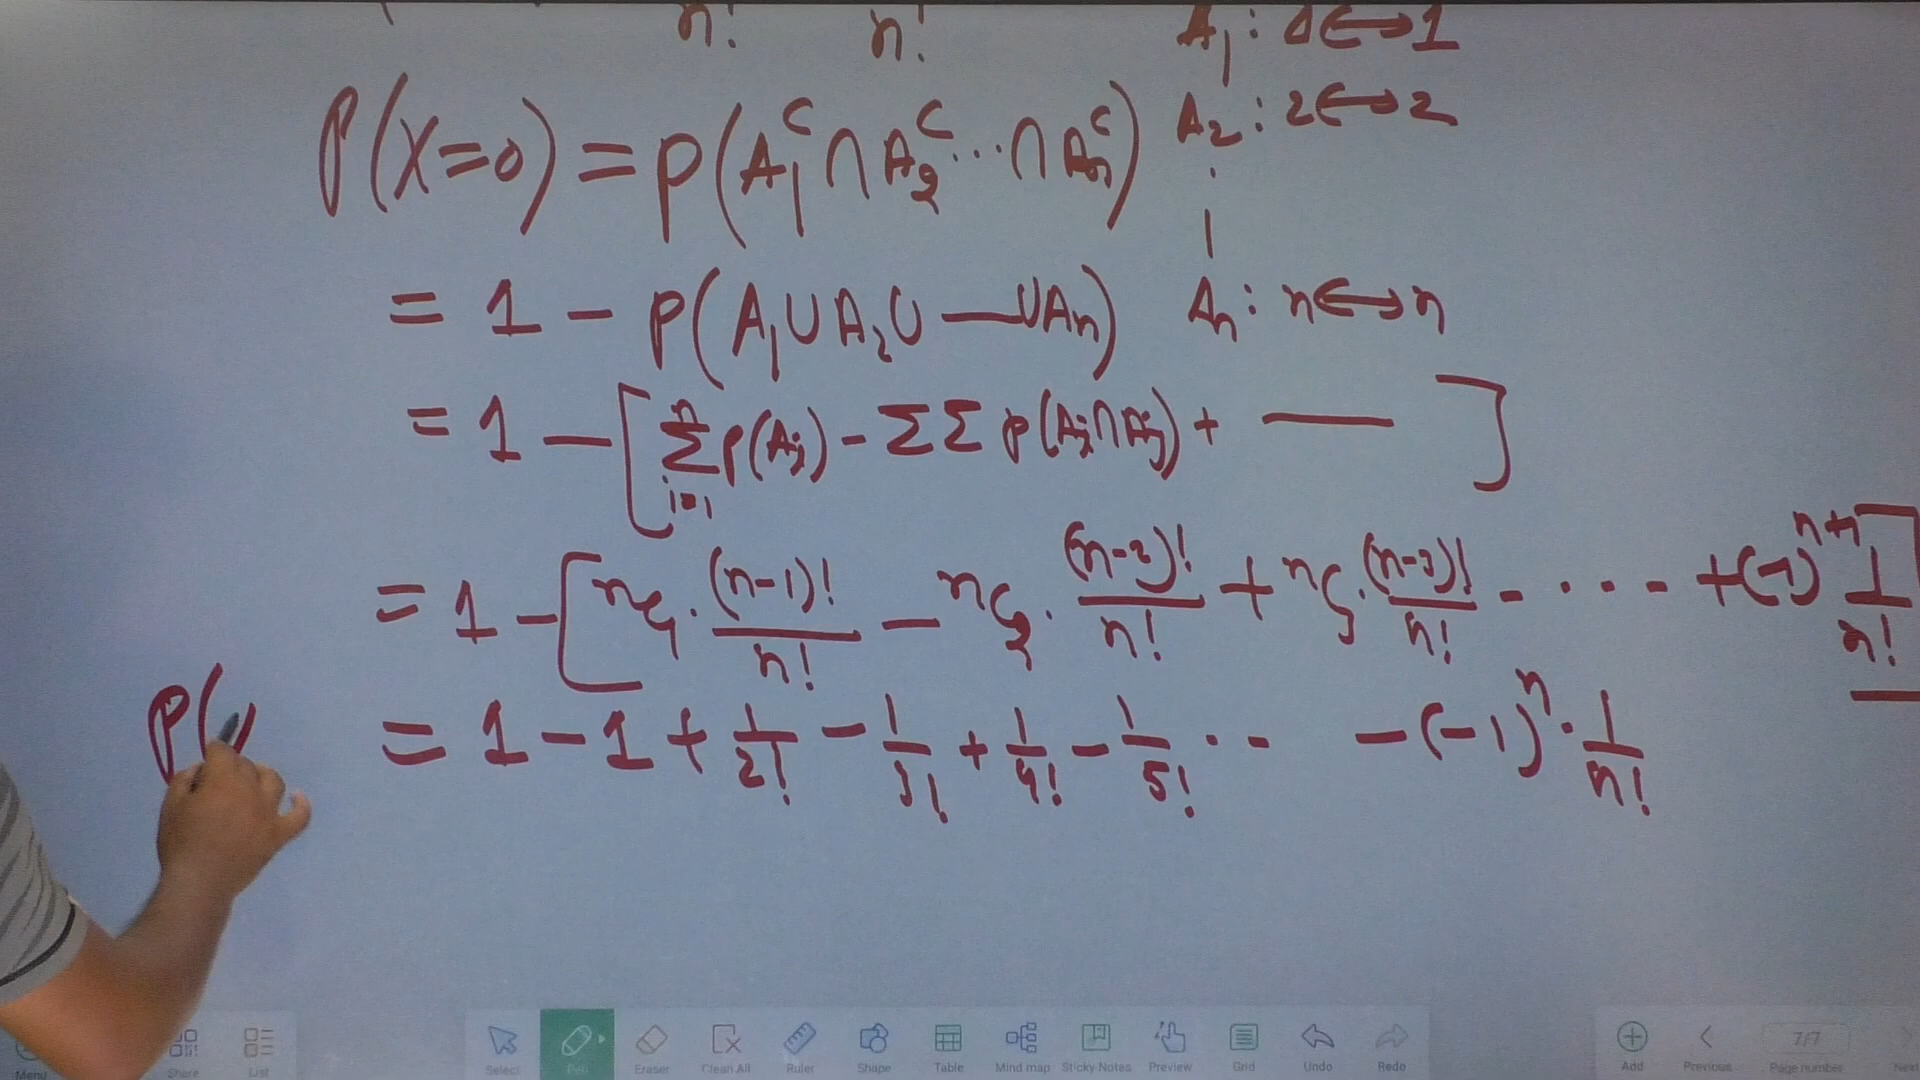 n! n! A₁: 1↔1
P(X=0) = P(A₁ᶜ∩A₂ᶜ...∩Aₙᶜ) A₂: 2↔2
= 1 - P(A₁∪A₂∪—∪Aₙ) Aₙ: n↔n
= 1 - [∑ⁿᵢ₌₁ P(Aᵢ) - ∑∑ P(Aᵢ∩Aⱼ) + — ]
= 1 - [ⁿC₁·(n-1)!/n! - ⁿC₂·(n-2)!/n! + ⁿC₃·(n-3)!/n! - ... - +(-1)ⁿ⁺¹ 1/n!]
P( = 1 - 1 + 1/2! - 1/3! + 1/4! - 1/5! ·· - -(-1)ⁿ·1/n!
Menu Share List Select Pen Eraser Clean All Ruler Shape Table Mind map Sticky Notes Preview Grid Undo Redo Add Previous 7/7 Page number Next